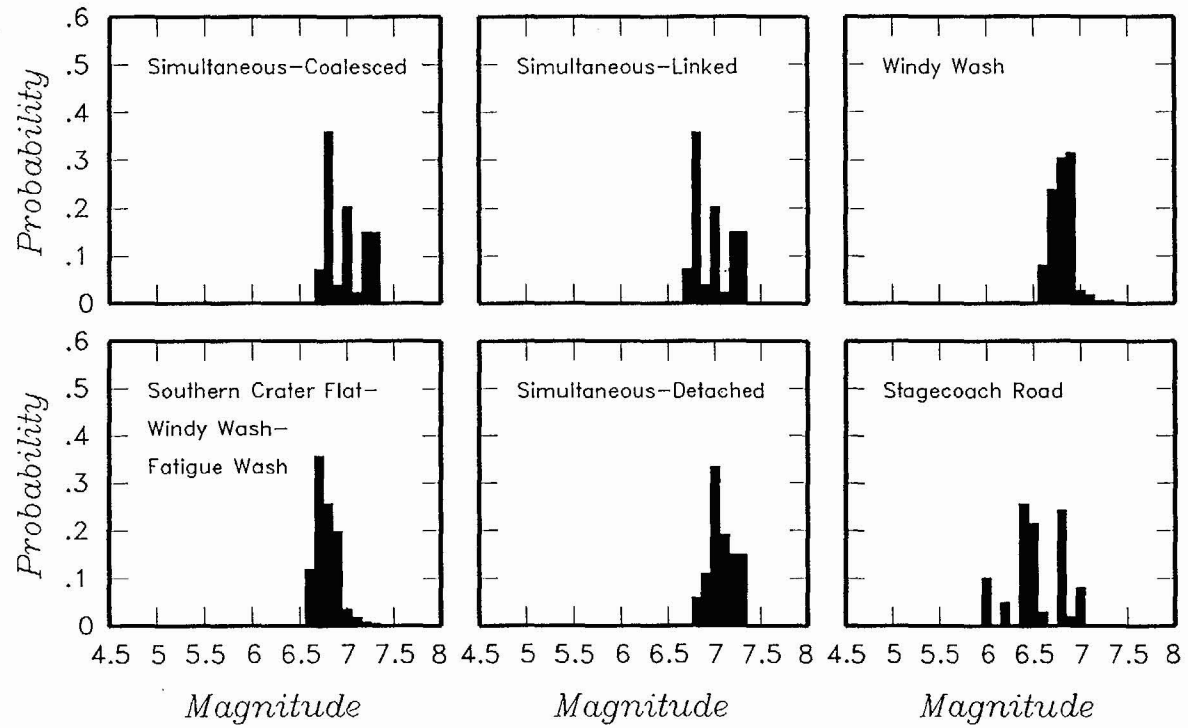 Probability
.6
.5
.4
.3
.2
.1
0
Simultaneous-Coalesced
Simultaneous-Linked
Windy Wash
Probability
.6
.5
.4
.3
.2
.1
0
Southern Crater Flat-
Windy Wash-
Fatigue Wash
Simultaneous-Detached
Stagecoach Road
4.5 5 5.5 6 6.5 7 7.5 8
4.5 5 5.5 6 6.5 7 7.5 8
4.5 5 5.5 6 6.5 7 7.5 8
Magnitude
Magnitude
Magnitude